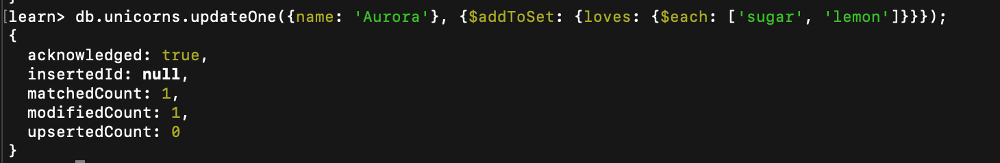 learn> db.unicorns.updateOne({name: 'Aurora'}, {$addToSet: {loves: {$each: ['sugar', 'lemon']}}});
{
  acknowledged: true,
  insertedId: null,
  matchedCount: 1,
  modifiedCount: 1,
  upsertedCount: 0
}